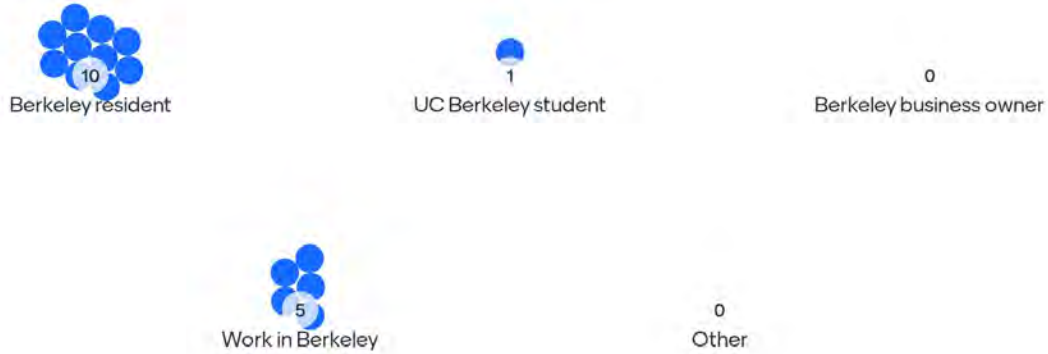 10
Berkeley resident
1
UC Berkeley student
0
Berkeley business owner
5
Work in Berkeley
0
Other